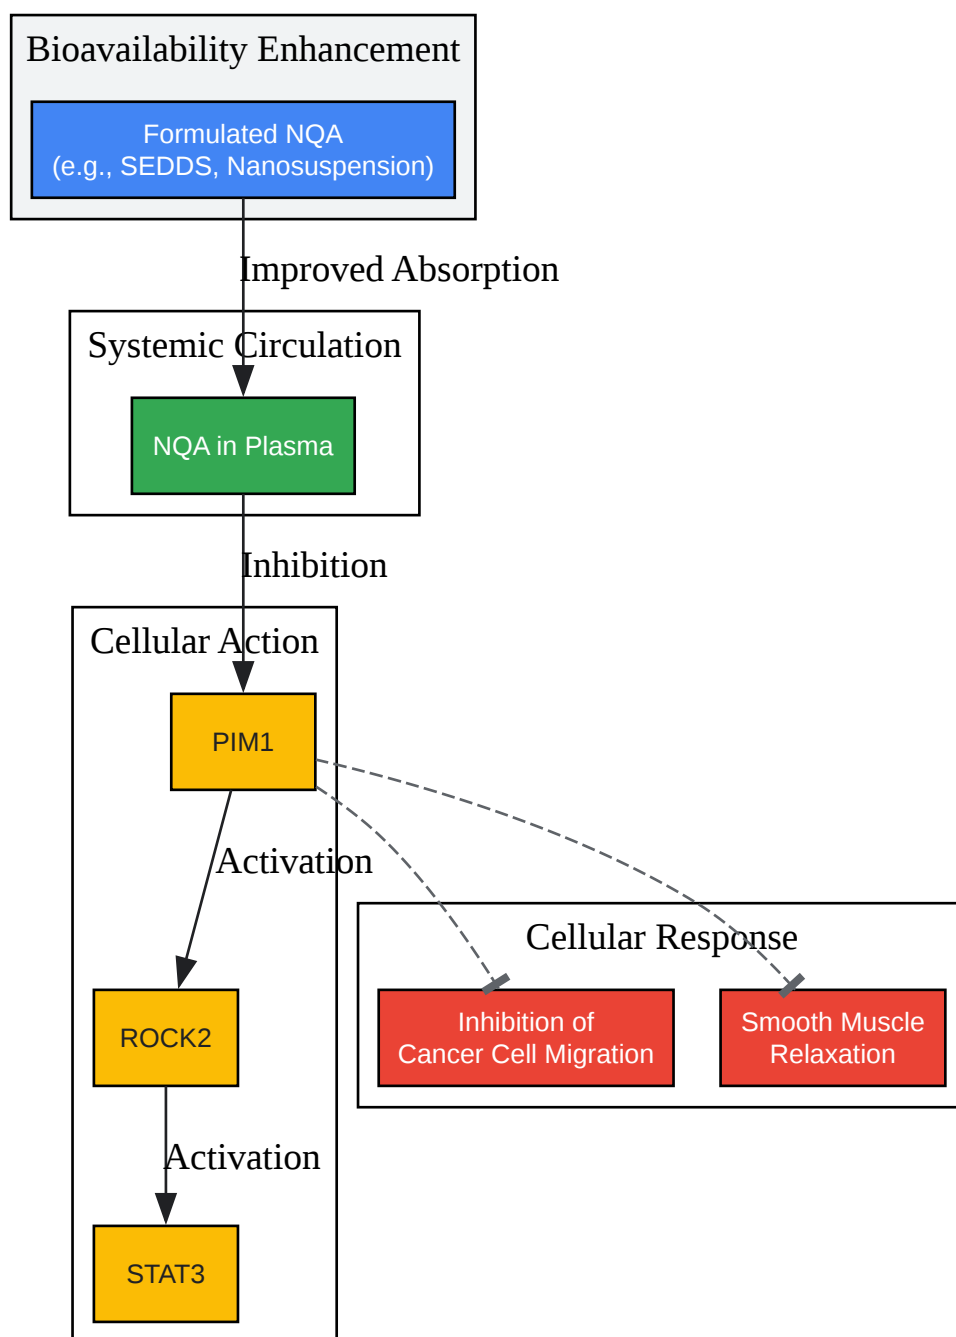 Bioavailability Enhancement
Formulated NQA
(e.g., SEDDS, Nanosuspension)
Improved Absorption
Systemic Circulation
NQA in Plasma
Inhibition
Cellular Action
PIM1
Activation
Cellular Response
Inhibition of
Cancer Cell Migration
Smooth Muscle
Relaxation
ROCK2
Activation
STAT3